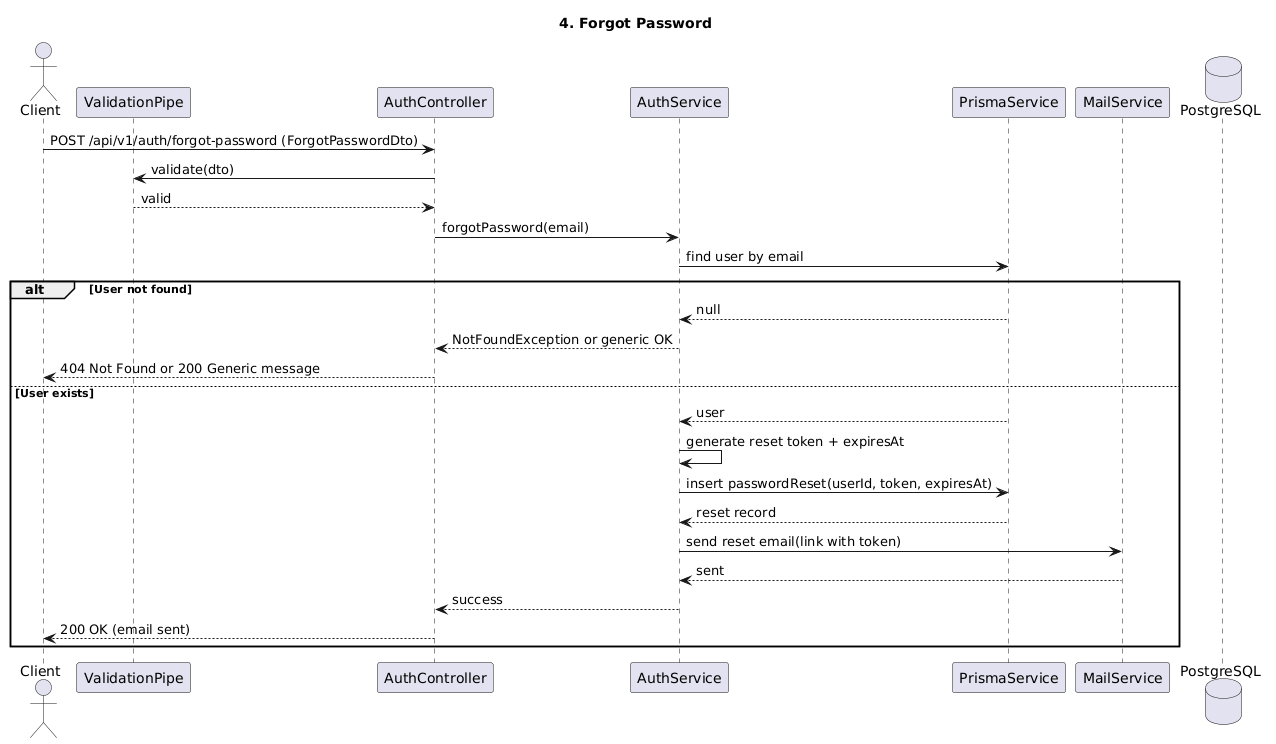 4. Forgot Password
Client
ValidationPipe
AuthController
AuthService
PrismaService
MailService
PostgreSQL
POST /api/v1/auth/forgot-password (ForgotPasswordDto)
validate(dto)
valid
forgotPassword(email)
find user by email
alt [User not found]
null
NotFoundException or generic OK
404 Not Found or 200 Generic message
[User exists]
user
generate reset token + expiresAt
insert passwordReset(userId, token, expiresAt)
reset record
send reset email(link with token)
sent
success
200 OK (email sent)
Client
ValidationPipe
AuthController
AuthService
PrismaService
MailService
PostgreSQL